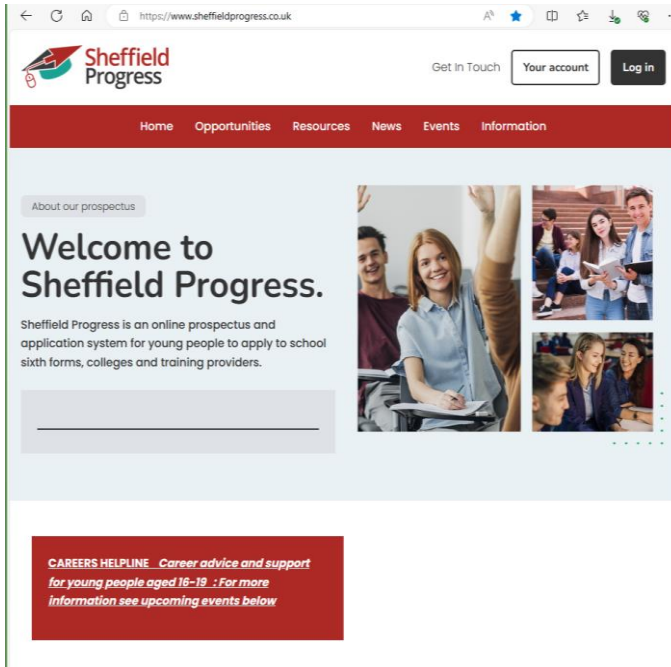 https://www.sheffieldprogress.co.uk
Sheffield
Progress
Get In Touch
Your account
Log in
Home Opportunities Resources News Events Information
About our prospectus
Welcome to
Sheffield Progress.
Sheffield Progress is an online prospectus and
application system for young people to apply to school
sixth forms, colleges and training providers.
CAREERS HELPLINE Career advice and support
for young people aged 16-19 : For more
information see upcoming events below